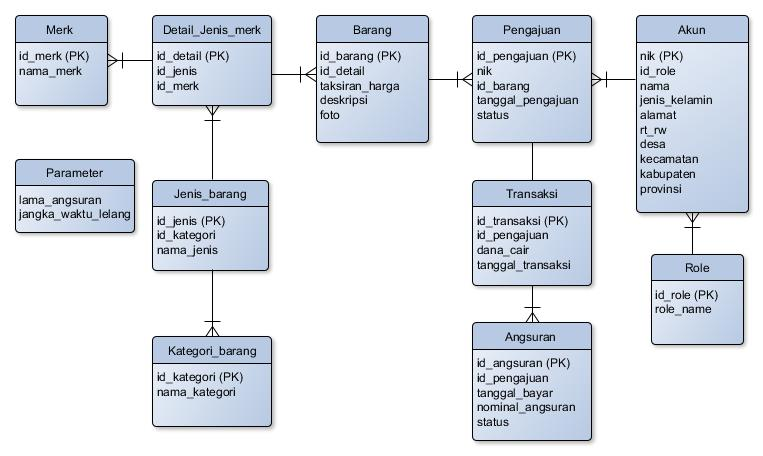 Merk
id_merk (PK)
nama_merk
Detail_Jenis_merk
id_detail (PK)
id_jenis
id_merk
Barang
id_barang (PK)
id_detail
taksiran_harga
deskripsi
foto
Pengajuan
id_pengajuan (PK)
nik
id_barang
tanggal_pengajuan
status
Akun
nik (PK)
id_role
nama
jenis_kelamin
alamat
rt_rw
desa
kecamatan
kabupaten
provinsi
Parameter
lama_angsuran
jangka_waktu_lelang
Jenis_barang
id_jenis (PK)
id_kategori
nama_jenis
Transaksi
id_transaksi (PK)
id_pengajuan
dana_cair
tanggal_transaksi
Role
id_role (PK)
role_name
Kategori_barang
id_kategori (PK)
nama_kategori
Angsuran
id_angsuran (PK)
id_pengajuan
tanggal_bayar
nominal_angsuran
status